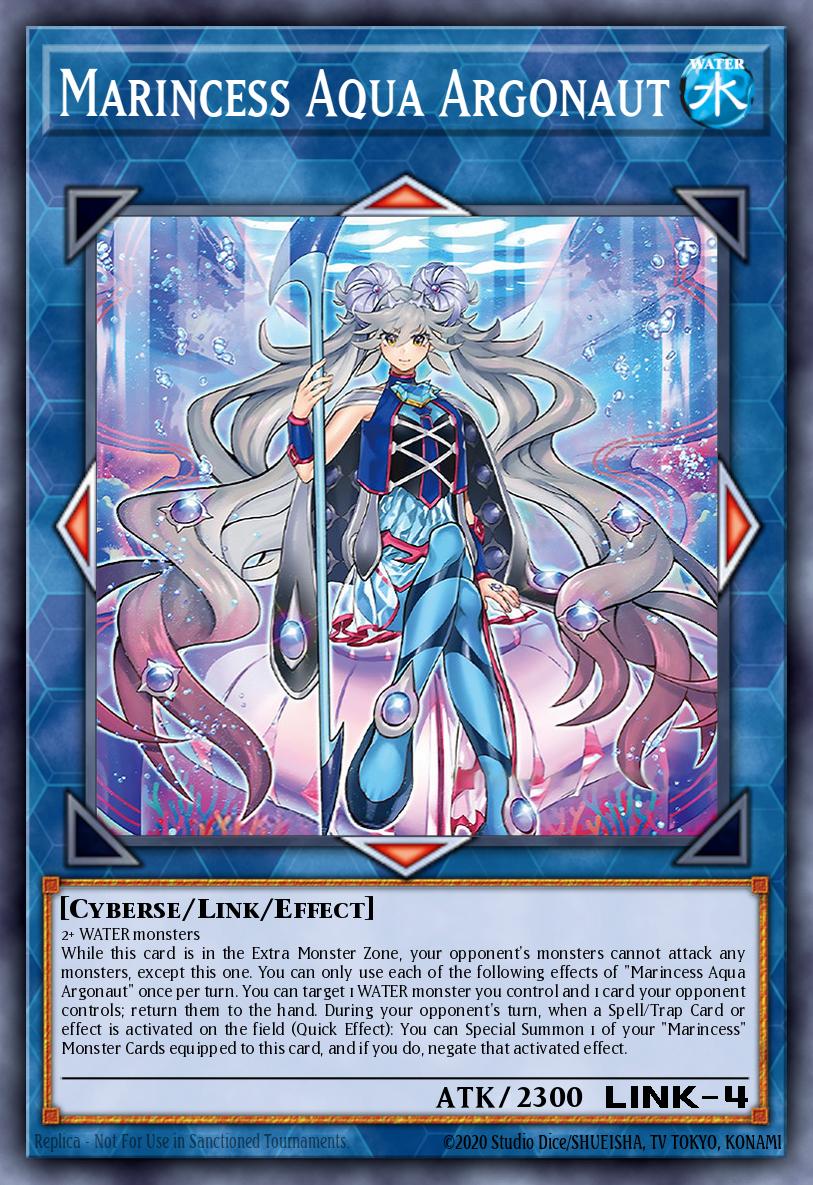 Marincess Aqua Argonaut
WATER
水
[Cyberse/Link/Effect]
2+ WATER monsters
While this card is in the Extra Monster Zone, your opponent's monsters cannot attack any
monsters, except this one. You can only use each of the following effects of "Marincess Aqua
Argonaut" once per turn. You can target 1 WATER monster you control and 1 card your opponent
controls; return them to the hand. During your opponent's turn, when a Spell/Trap Card or
effect is activated on the field (Quick Effect): You can Special Summon 1 of your "Marincess"
Monster Cards equipped to this card, and if you do, negate that activated effect.
ATK/2300 LINK-4
Replica - Not For Use in Sanctioned Tournaments. ©2020 Studio Dice/SHUEISHA, TV TOKYO, KONAMI